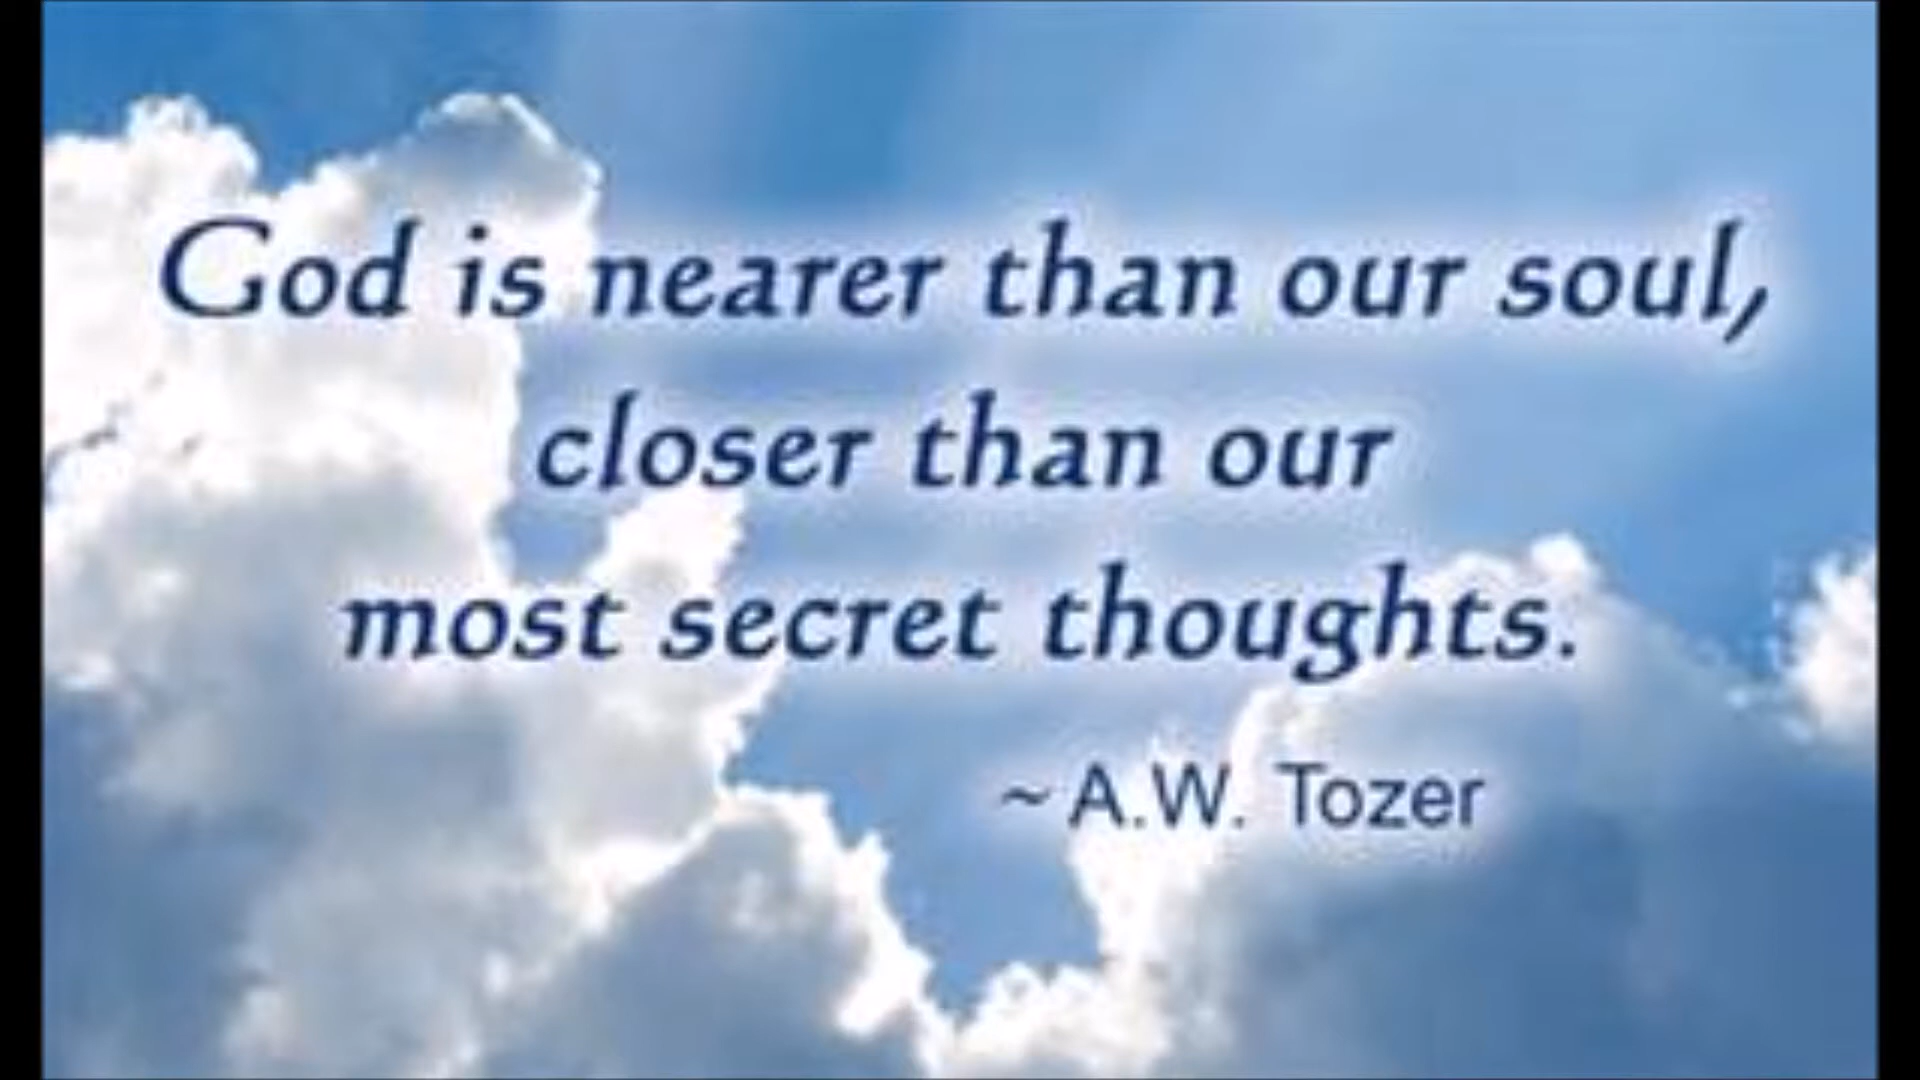 God is nearer than our soul,
closer than our
most secret thoughts.
~ A.W. Tozer